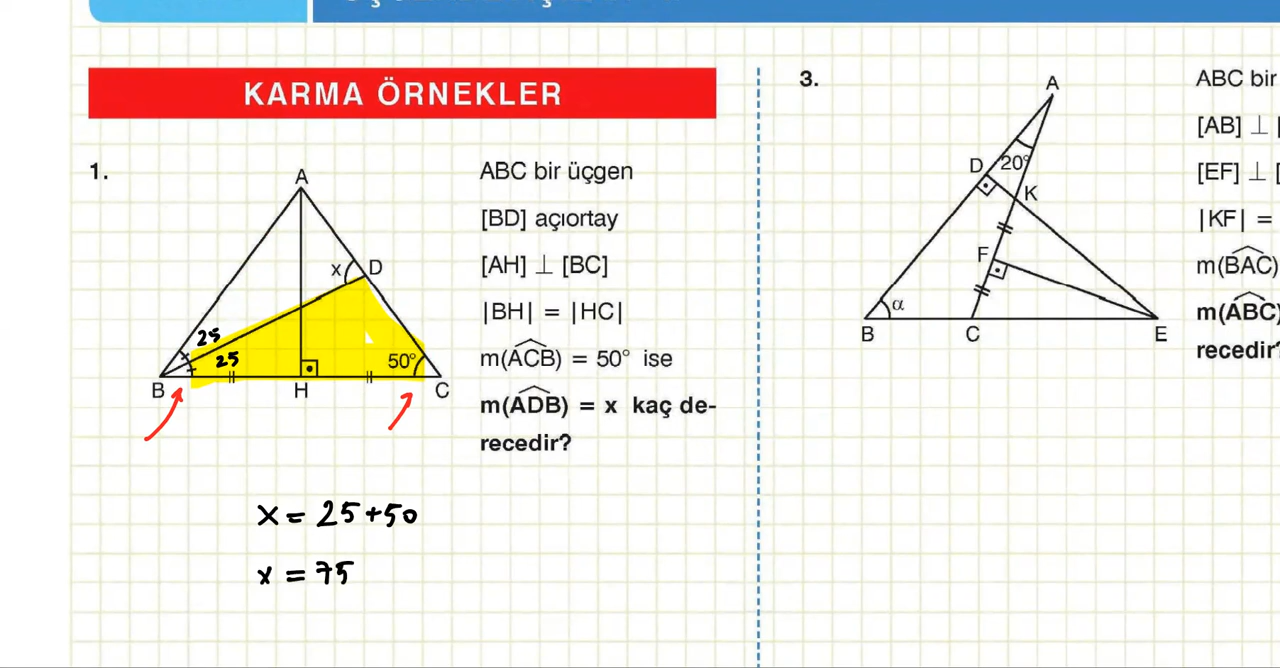 KARMA ÖRNEKLER
1.
A
ABC bir üçgen
[BD] açıortay
x D
[AH] ⊥ [BC]
|BH| = |HC|
25
25
50°
m(ACB) = 50° ise
B H C
m(ADB) = x kaç de-
recedir?
x = 25+50
x = 75
3.
A
ABC bir
[AB] ⊥ [
D 20°
[EF] ⊥ [
K
|KF| =
F
m(BAC)
α
m(ABC)
B C E
recedir?